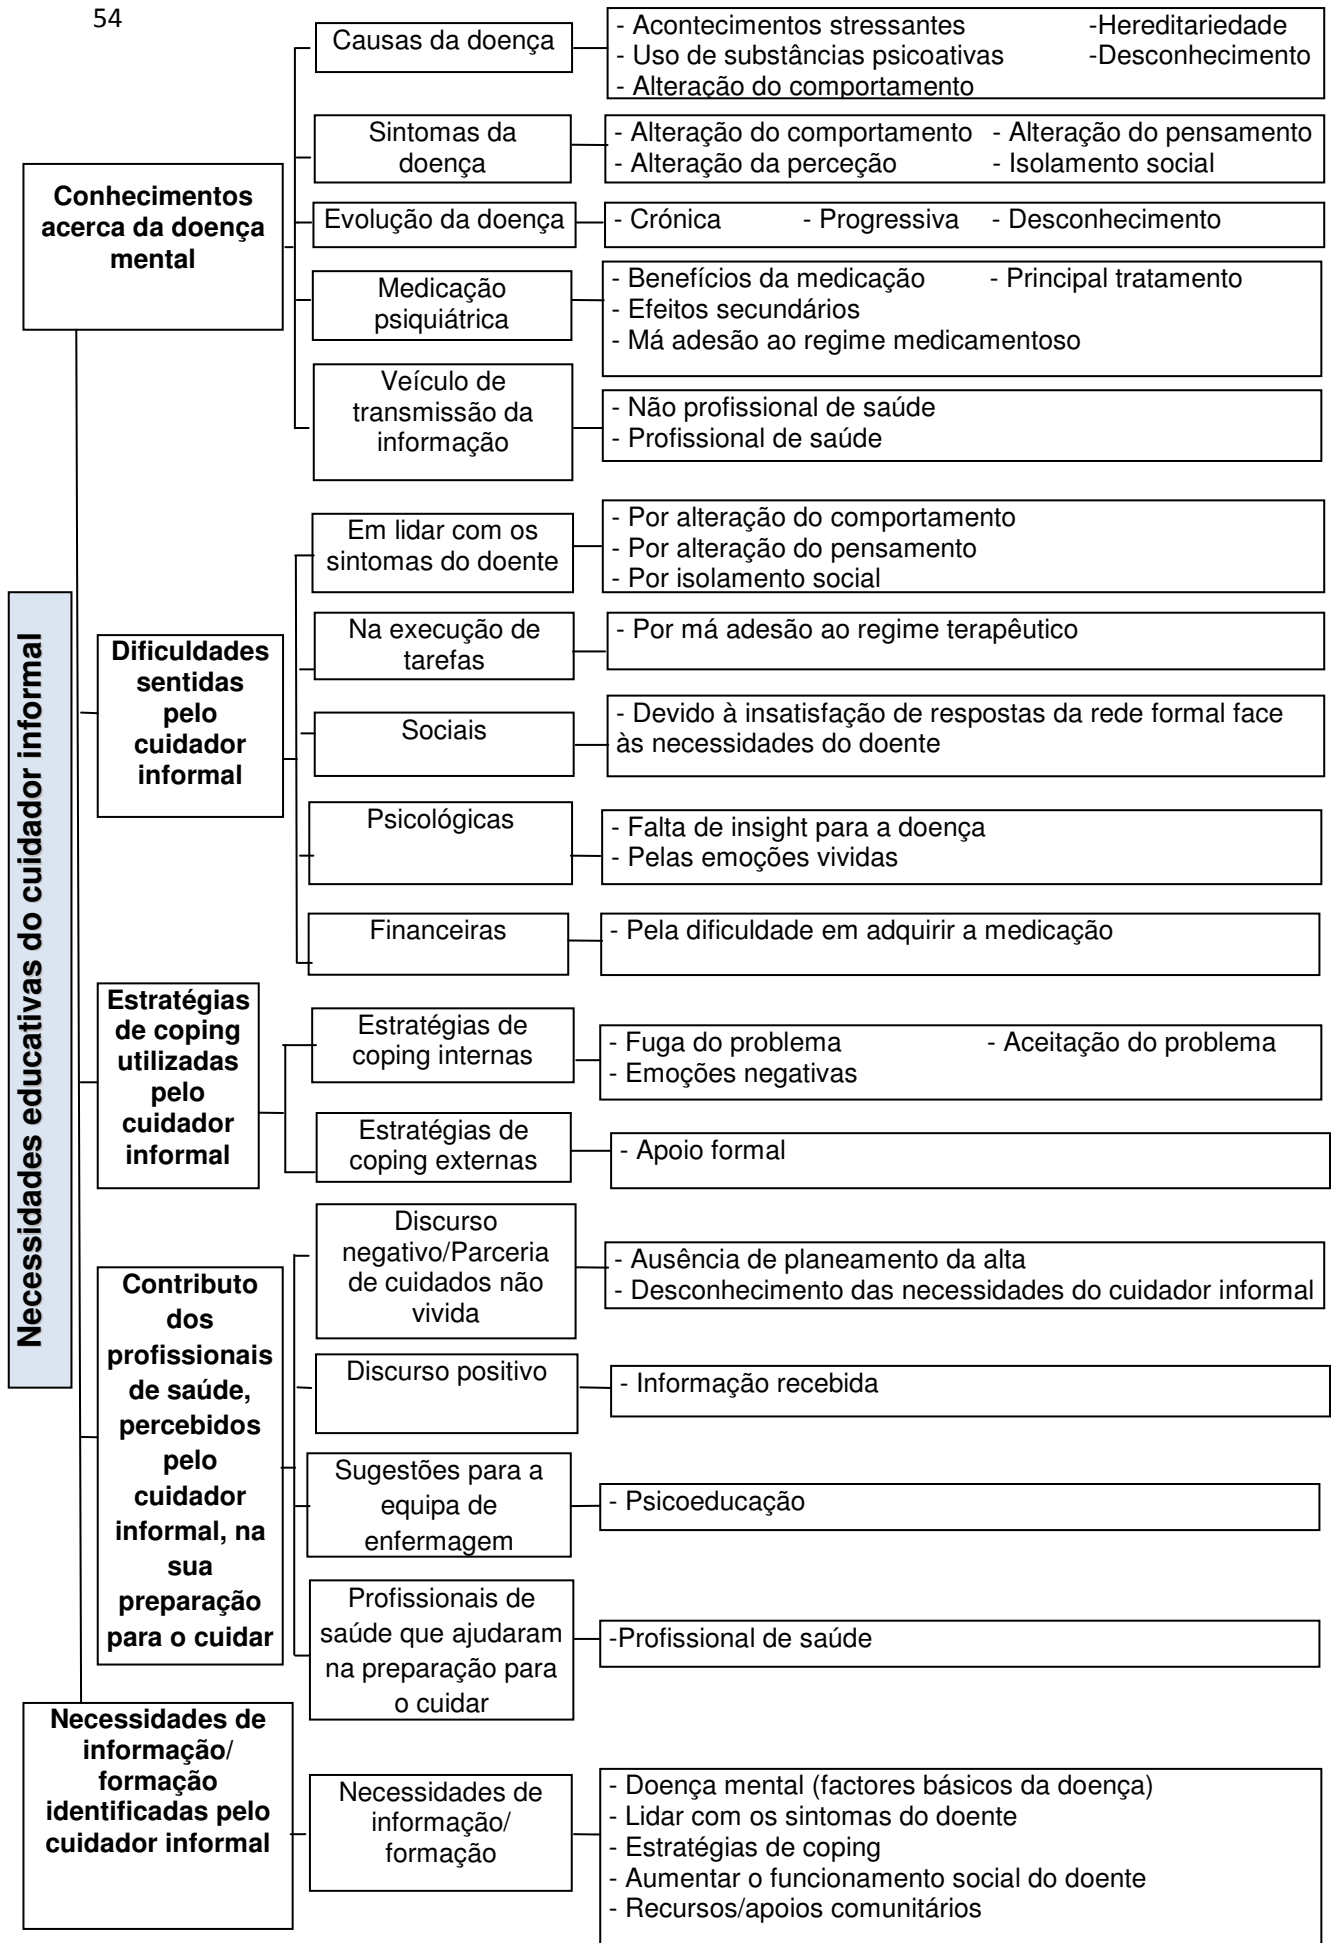 54
Necessidades educativas do cuidador informal
Conhecimentos
acerca da doença
mental
Causas da doença
- Acontecimentos stressantes -Hereditariedade
- Uso de substâncias psicoativas -Desconhecimento
- Alteração do comportamento
Sintomas da
doença
- Alteração do comportamento - Alteração do pensamento
- Alteração da perceção - Isolamento social
Evolução da doença
- Crónica - Progressiva - Desconhecimento
Medicação
psiquiátrica
- Benefícios da medicação - Principal tratamento
- Efeitos secundários
- Má adesão ao regime medicamentoso
Veículo de
transmissão da
informação
- Não profissional de saúde
- Profissional de saúde
Dificuldades
sentidas
pelo
cuidador
informal
Em lidar com os
sintomas do doente
- Por alteração do comportamento
- Por alteração do pensamento
- Por isolamento social
Na execução de
tarefas
- Por má adesão ao regime terapêutico
Sociais
- Devido à insatisfação de respostas da rede formal face
às necessidades do doente
Psicológicas
- Falta de insight para a doença
- Pelas emoções vividas
Financeiras
- Pela dificuldade em adquirir a medicação
Estratégias
de coping
utilizadas
pelo
cuidador
informal
Estratégias de
coping internas
- Fuga do problema - Aceitação do problema
- Emoções negativas
Estratégias de
coping externas
- Apoio formal
Contributo
dos
profissionais
de saúde,
percebidos
pelo
cuidador
informal, na
sua
preparação
para o cuidar
Discurso
negativo/Parceria
de cuidados não
vivida
- Ausência de planeamento da alta
- Desconhecimento das necessidades do cuidador informal
Discurso positivo
- Informação recebida
Sugestões para a
equipa de
enfermagem
- Psicoeducação
Profissionais de
saúde que ajudaram
na preparação para
o cuidar
-Profissional de saúde
Necessidades de
informação/
formação
identificadas pelo
cuidador informal
Necessidades de
informação/
formação
- Doença mental (factores básicos da doença)
- Lidar com os sintomas do doente
- Estratégias de coping
- Aumentar o funcionamento social do doente
- Recursos/apoios comunitários